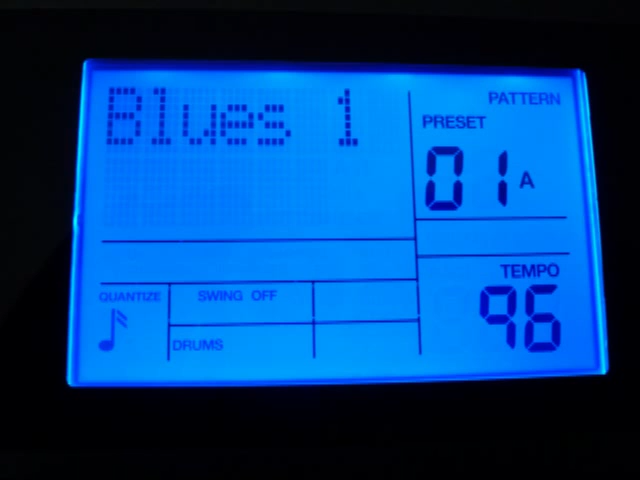 Blues 1
PATTERN
PRESET
01 A
TEMPO
96
QUANTIZE
SWING OFF
DRUMS